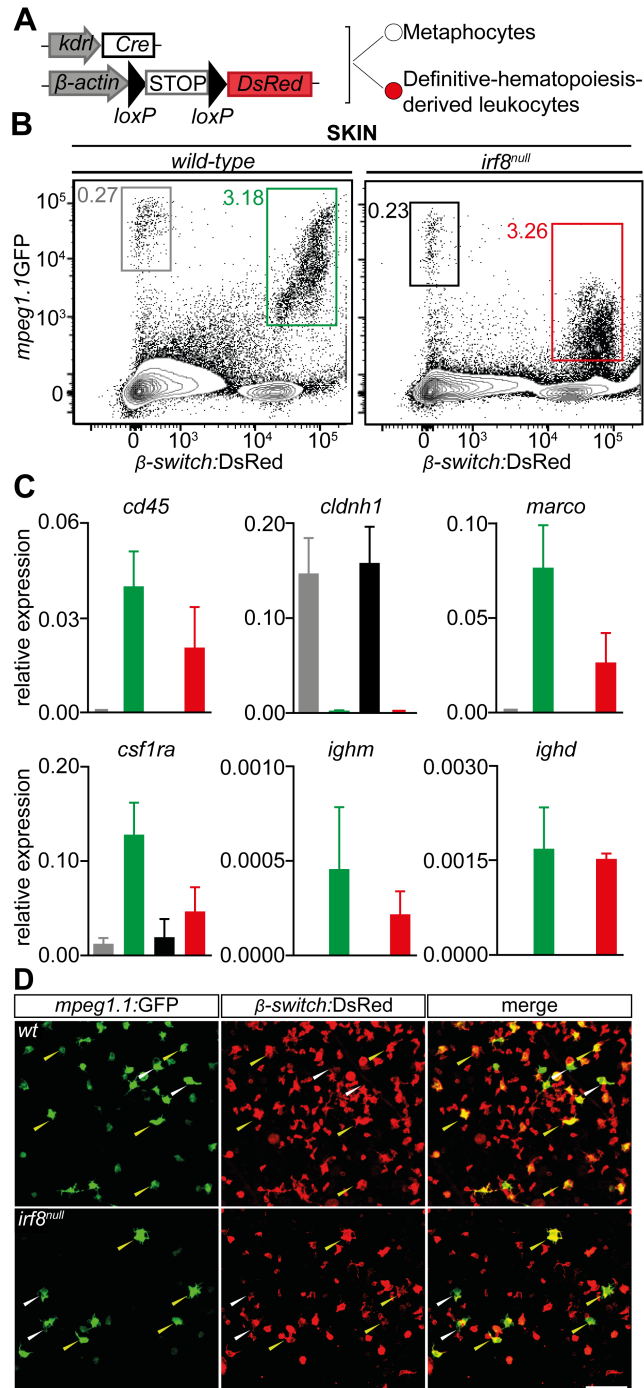 A
kdrl Cre
β-actin STOP DsRed
loxP loxP
Metaphocytes
Definitive-hematopoiesis-
derived leukocytes
B
SKIN
wild-type irf8null
0.27 3.18 0.23 3.26
mpeg1.1GFP
10⁵
10⁴
10³
0
0 10³ 10⁴ 10⁵ 0 10³ 10⁴ 10⁵
β-switch:DsRed β-switch:DsRed
C
relative expression
cd45
0.06
0.03
0.00
cldnh1
0.20
0.10
0.00
marco
0.10
0.05
0.00
relative expression
csf1ra
0.20
0.10
0.00
ighm
0.0010
0.0005
0.0000
ighd
0.0030
0.0015
0.0000
D
mpeg1.1:GFP β-switch:DsRed merge
wt
irf8null